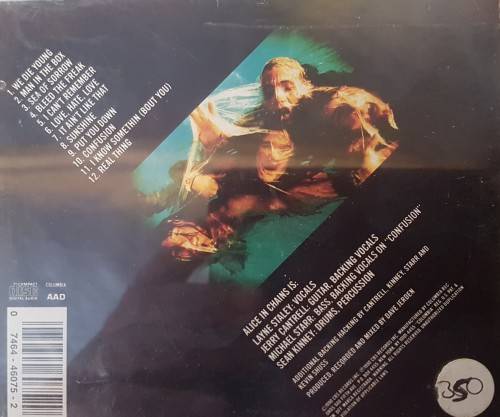 1. WE DIE YOUNG
2. MAN IN THE BOX
3. SEA OF SORROW
4. BLEED THE FREAK
5. I CAN'T REMEMBER
6. LOVE, HATE, LOVE
7. IT AIN'T LIKE THAT
8. SUNSHINE
9. PUT YOU DOWN
10. CONFUSION
11. I KNOW SOMETHIN (BOUT YOU)
12. REAL THING
ALICE IN CHAINS IS:
LAYNE STALEY VOCALS
JERRY CANTRELL GUITAR, BACKING VOCALS
MICHAEL STARR: BASS, BACKING VOCALS ON "CONFUSION"
SEAN KINNEY; DRUMS, PERCUSSION
ADDITIONAL BACKING BACKING BY CANTRELL, KINNEY, STARR AND
KEVIN SHUSS
PRODUCED, RECORDED AND MIXED BY DAVE JERDEN
COMPACT
disc
DIGITAL AUDIO
COLUMBIA
AAD
0 7464-46075-2
350